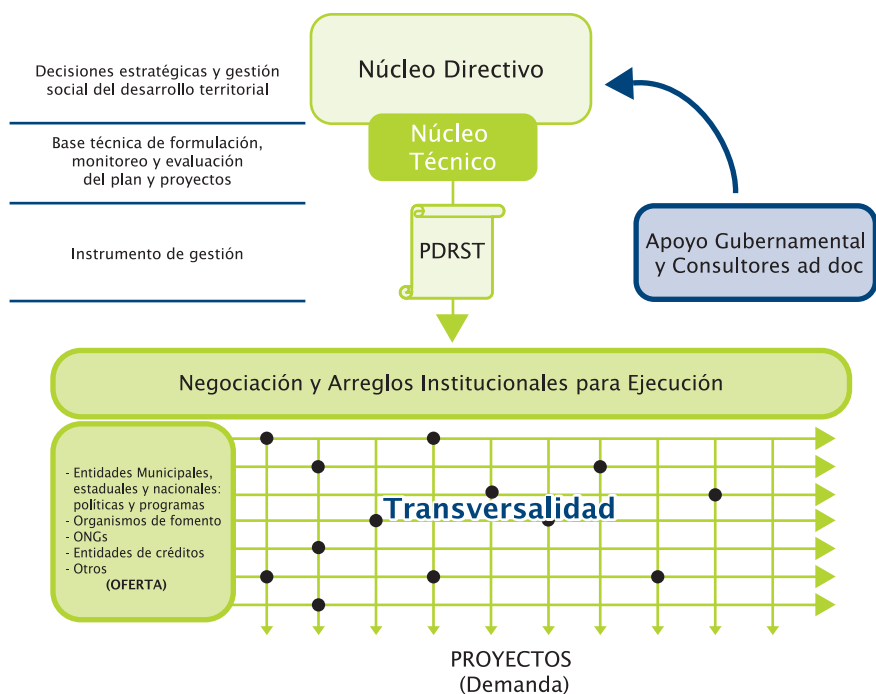 Decisiones estratégicas y gestión
social del desarrollo territorial
Núcleo Directivo
Base técnica de formulación,
monitoreo y evaluación
del plan y proyectos
Núcleo
Técnico
Instrumento de gestión
PDRST
Apoyo Gubernamental
y Consultores ad doc
Negociación y Arreglos Institucionales para Ejecución
- Entidades Municipales,
estaduales y nacionales:
políticas y programas
- Organismos de fomento
- ONGs
- Entidades de créditos
- Otros
(OFERTA)
Transversalidad
PROYECTOS
(Demanda)